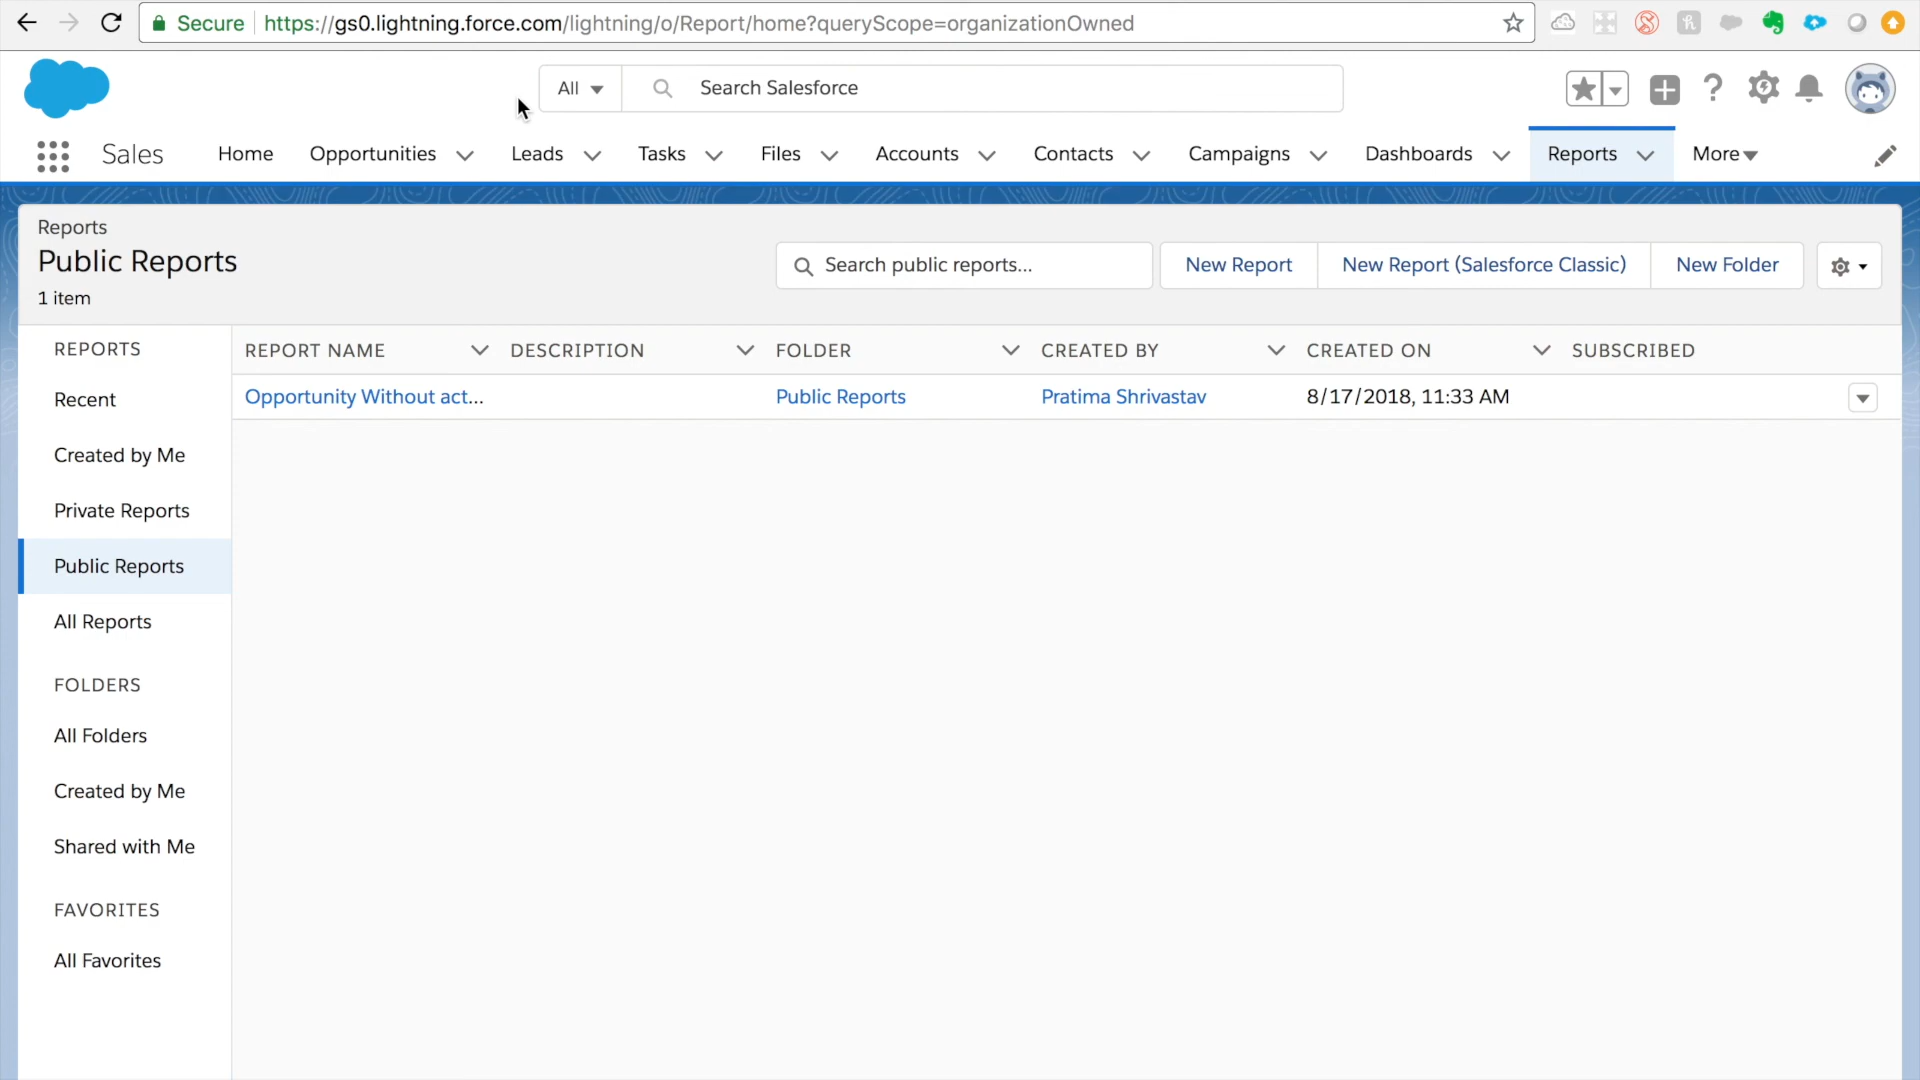 Secure https://gs0.lightning.force.com/lightning/o/Report/home?queryScope=organizationOwned
All Search Salesforce
Sales Home Opportunities Leads Tasks Files Accounts Contacts Campaigns Dashboards Reports More
Reports
Public Reports
1 item
Search public reports...
New Report New Report (Salesforce Classic) New Folder
REPORTS
REPORT NAME DESCRIPTION FOLDER CREATED BY CREATED ON SUBSCRIBED
Opportunity Without act... Public Reports Pratima Shrivastav 8/17/2018, 11:33 AM
Recent
Created by Me
Private Reports
Public Reports
All Reports
FOLDERS
All Folders
Created by Me
Shared with Me
FAVORITES
All Favorites